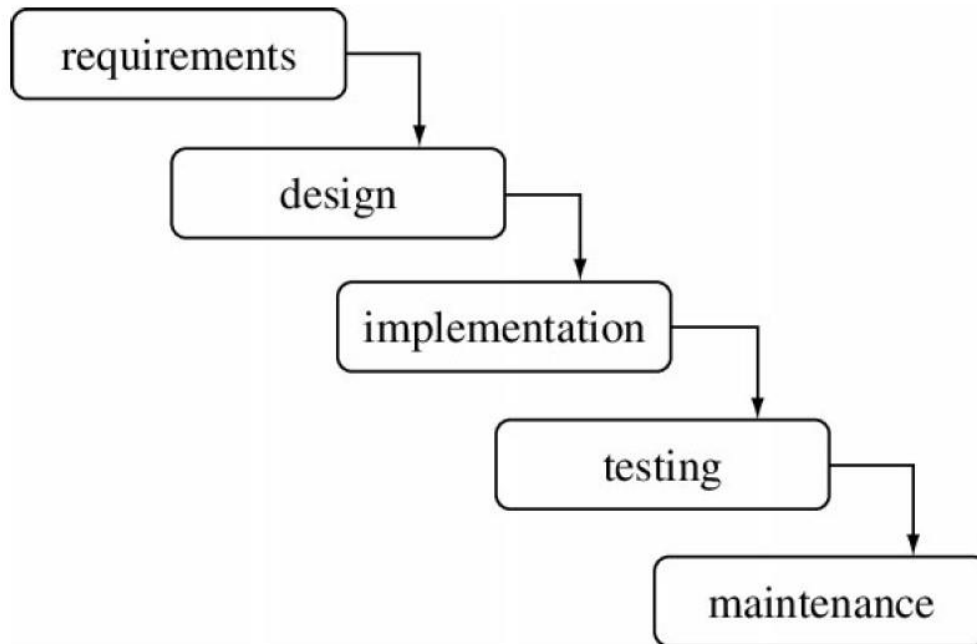 requirements
design
implementation
testing
maintenance